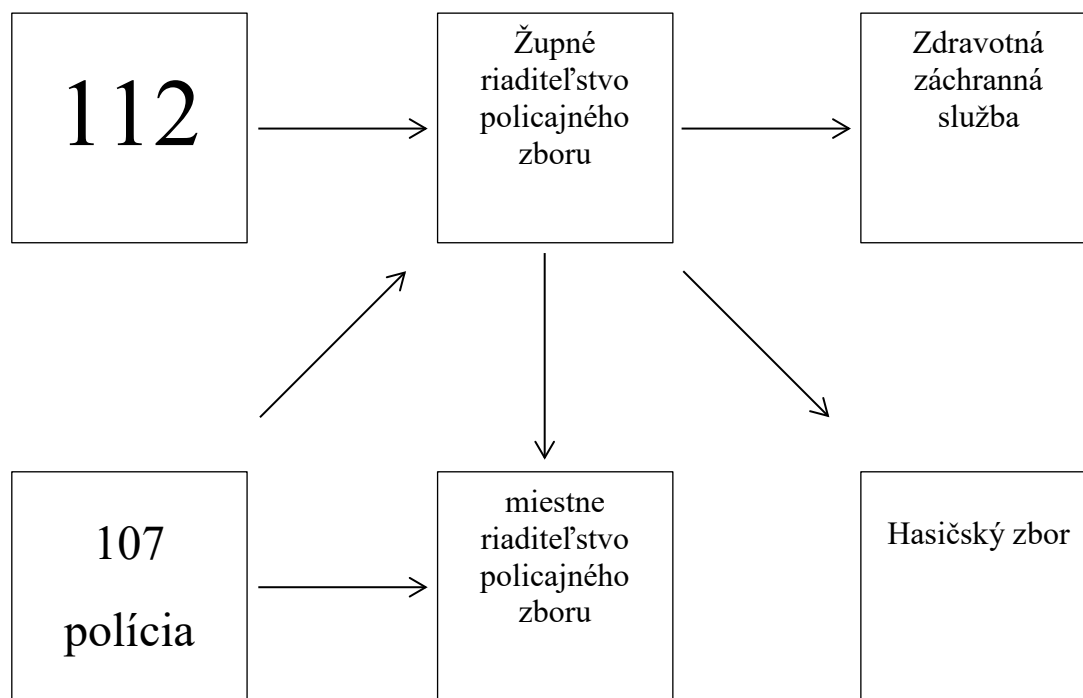 112
Župné
riaditeľstvo
policajného
zboru
Zdravotná
záchranná
služba
107
polícia
miestne
riaditeľstvo
policajného
zboru
Hasičský zbor